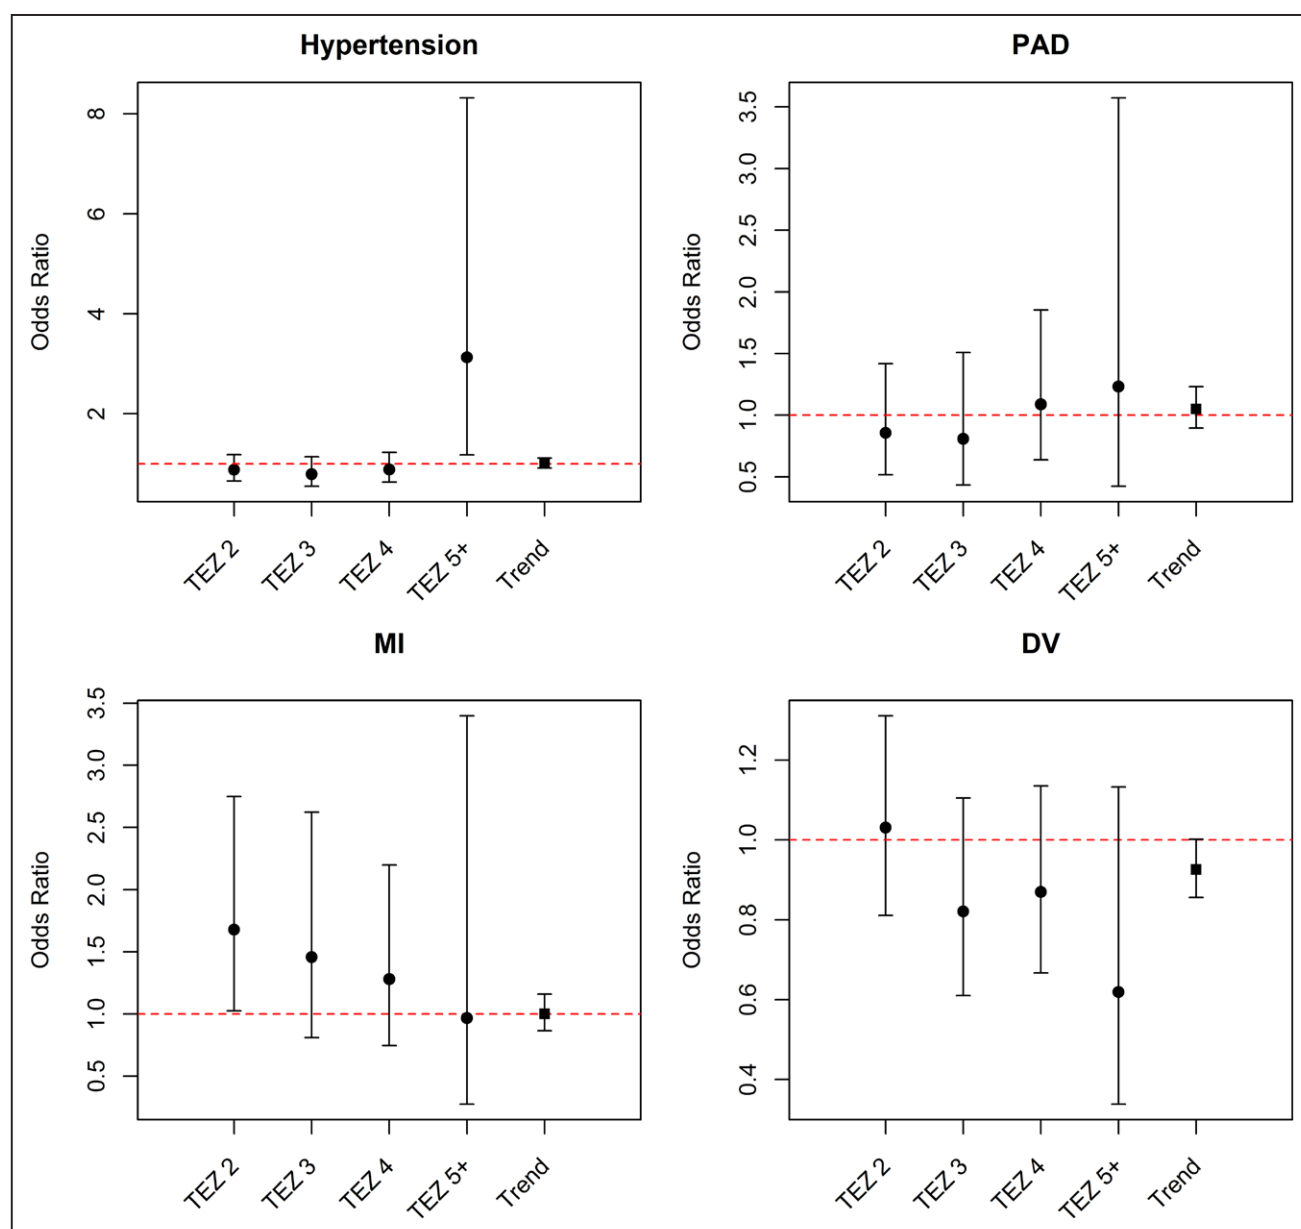 Hypertension
Odds Ratio
8
6
4
2
TEZ 2
TEZ 3
TEZ 4
TEZ 5+
Trend
PAD
Odds Ratio
3.5
3.0
2.5
2.0
1.5
1.0
0.5
TEZ 2
TEZ 3
TEZ 4
TEZ 5+
Trend
MI
Odds Ratio
3.5
3.0
2.5
2.0
1.5
1.0
0.5
TEZ 2
TEZ 3
TEZ 4
TEZ 5+
Trend
DV
Odds Ratio
1.2
1.0
0.8
0.6
0.4
TEZ 2
TEZ 3
TEZ 4
TEZ 5+
Trend